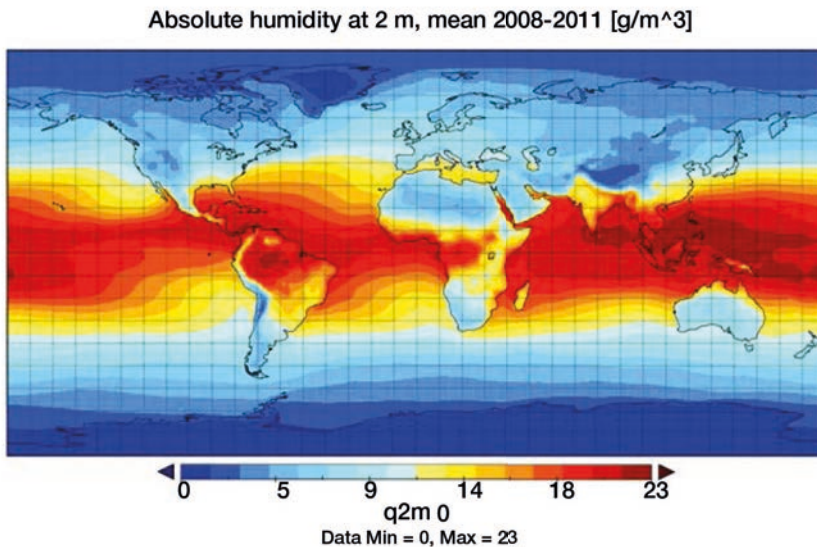 Absolute humidity at 2 m, mean 2008-2011 [g/m^3]
0 5 9 14 18 23
q2m 0
Data Min = 0, Max = 23